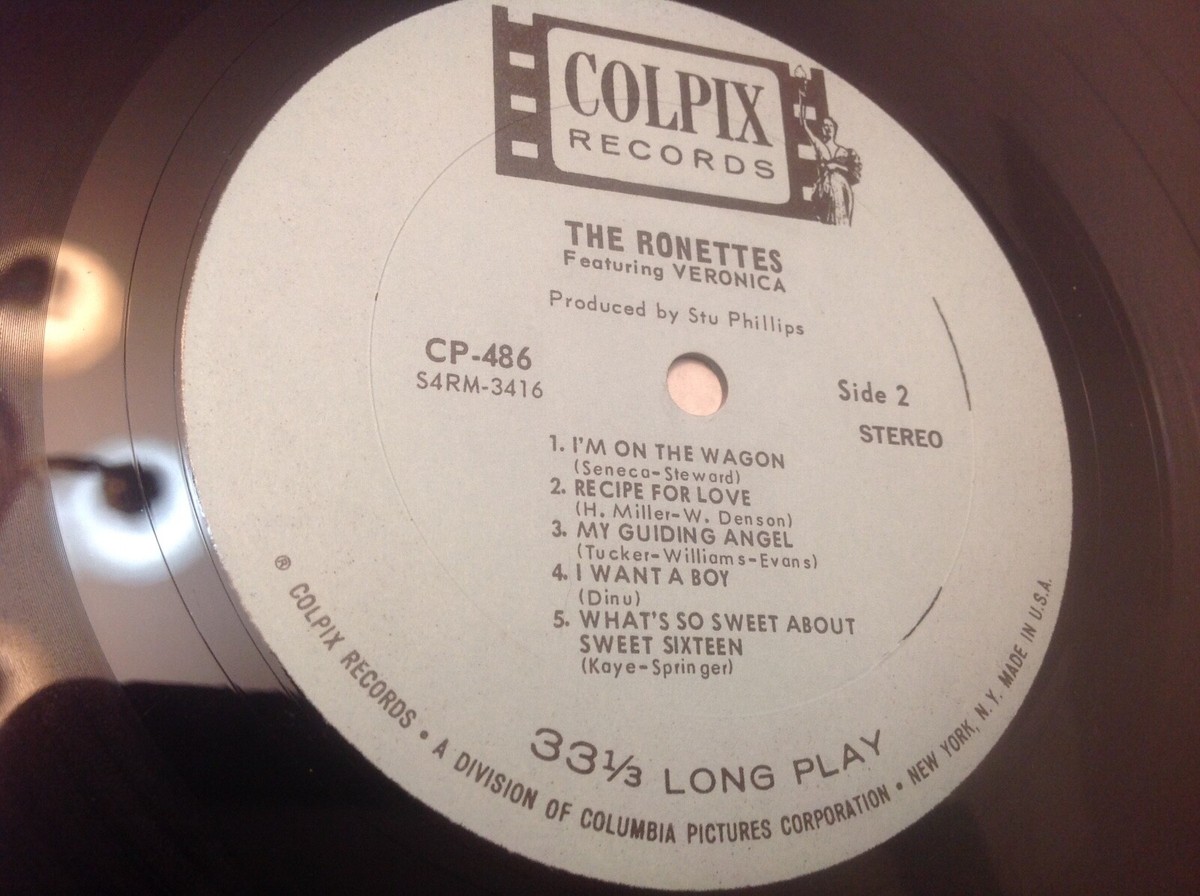 COLPIX
RECORDS
THE RONETTES
Featuring VERONICA
Produced by Stu Phillips
CP-486
S4RM-3416
Side 2
STEREO
1. I'M ON THE WAGON
(Seneca-Steward)
2. RECIPE FOR LOVE
(H. Miller-W. Denson)
3. MY GUIDING ANGEL
(Tucker-Williams-Evans)
4. I WANT A BOY
(Dinu)
5. WHAT'S SO SWEET ABOUT
SWEET SIXTEEN
(Kaye-Springer)
33⅓ LONG PLAY
® COLPIX RECORDS • A DIVISION OF COLUMBIA PICTURES CORPORATION • NEW YORK, N.Y. MADE IN U.S.A.